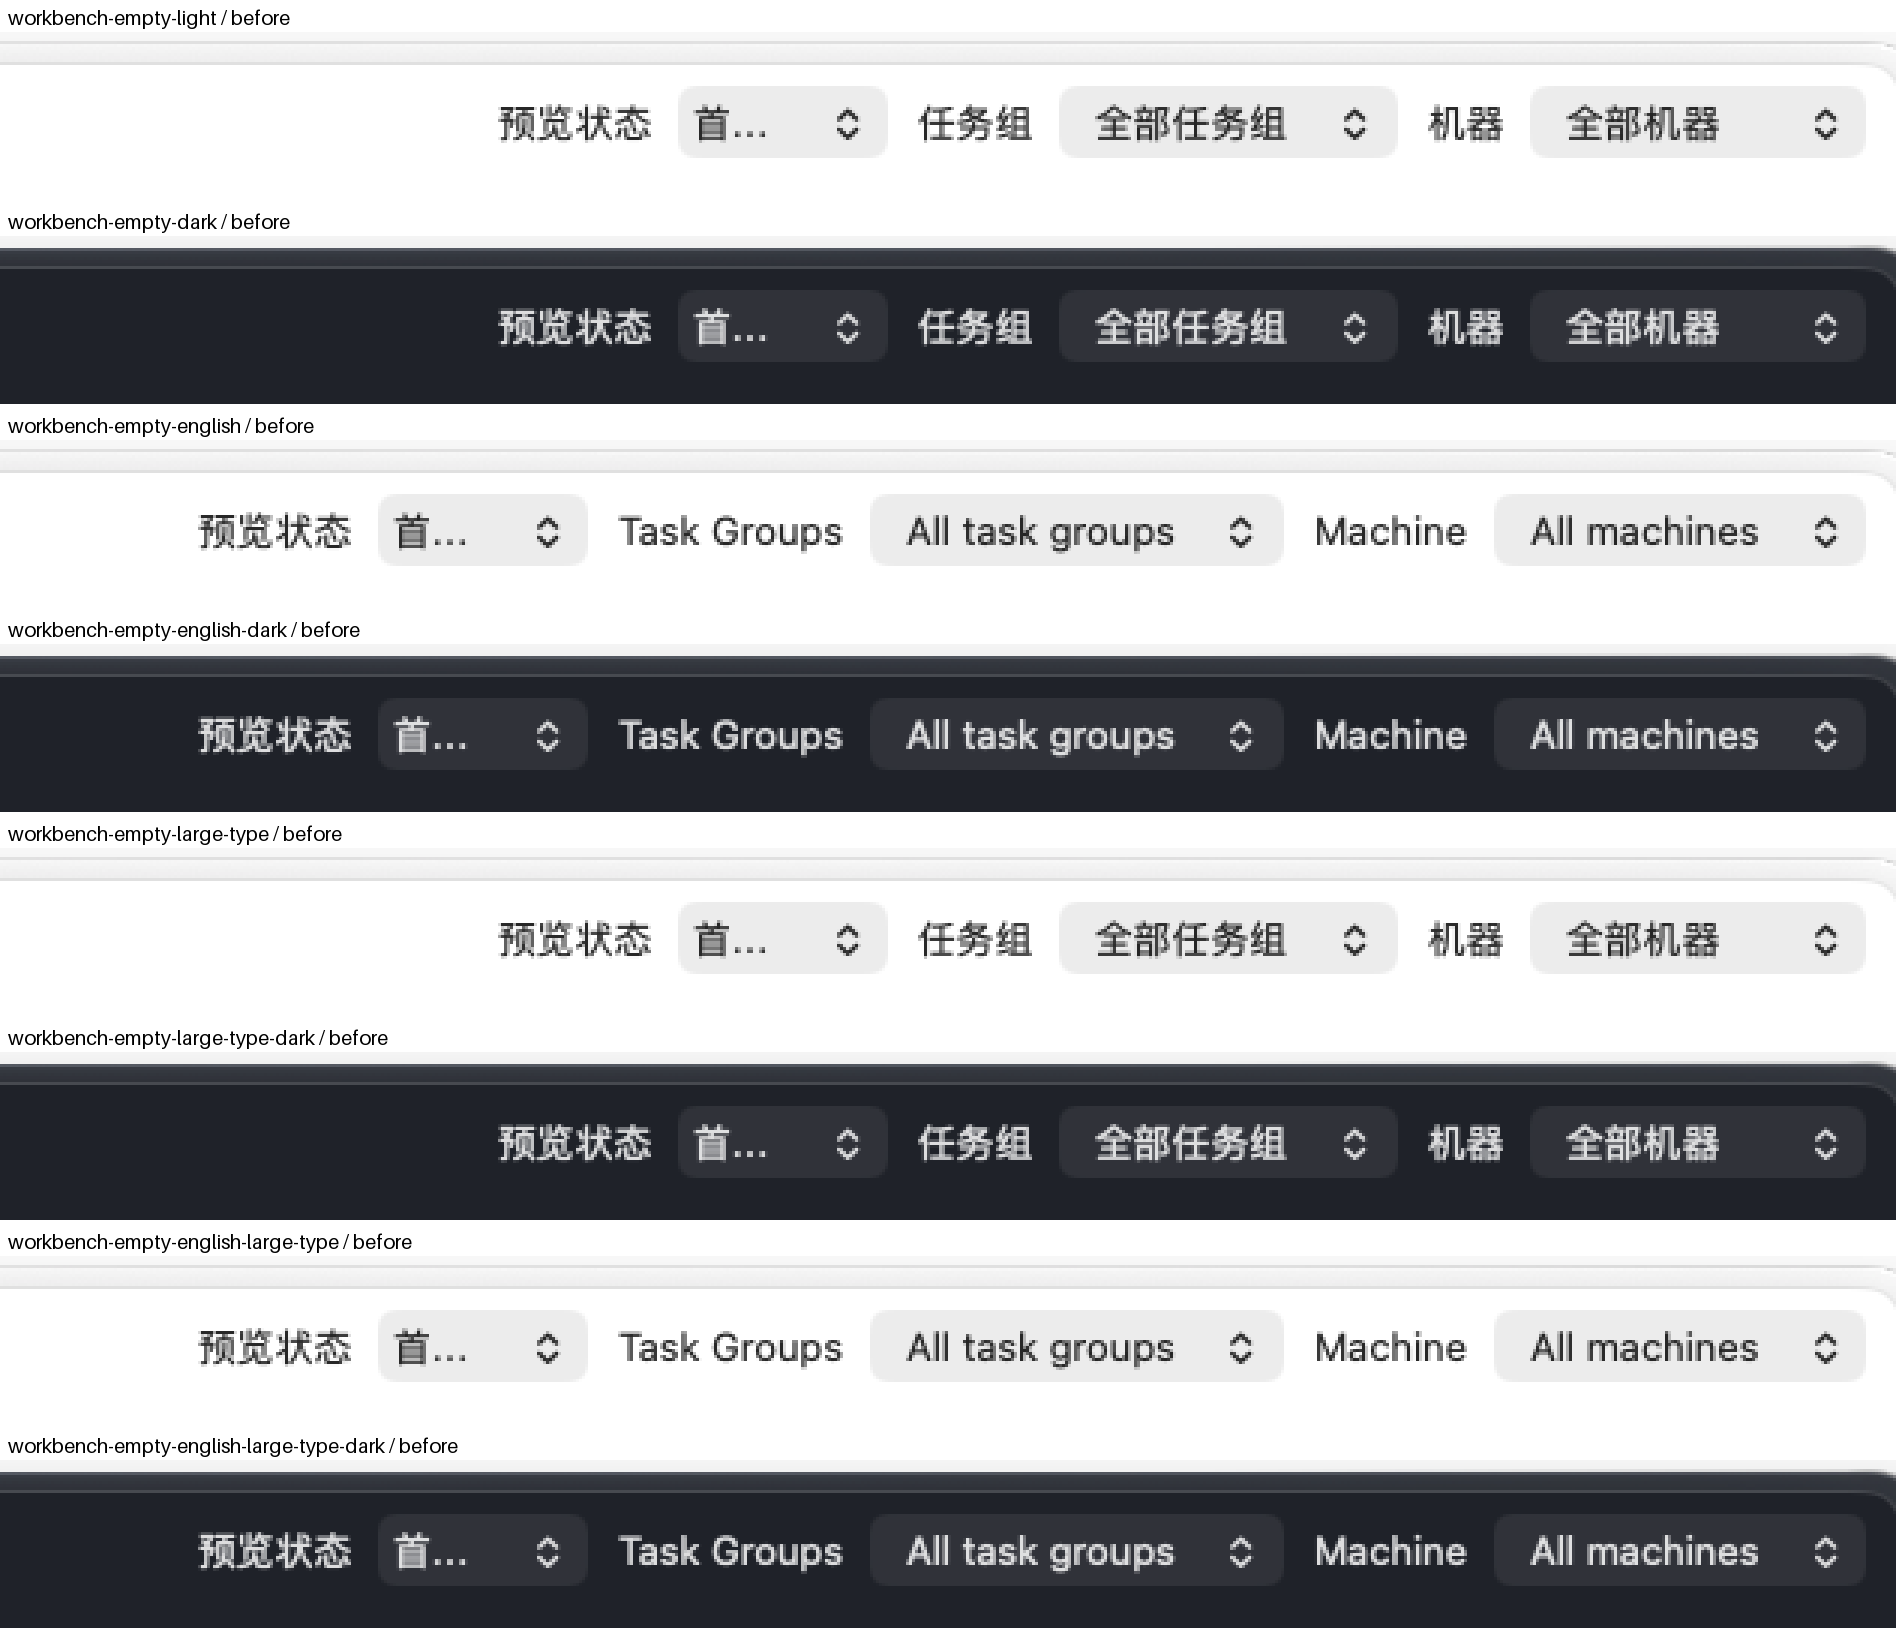 workbench-empty-light / before
预览状态 首... 任务组 全部任务组 机器 全部机器
workbench-empty-dark / before
预览状态 首... 任务组 全部任务组 机器 全部机器
workbench-empty-english / before
预览状态 首... Task Groups All task groups Machine All machines
workbench-empty-english-dark / before
预览状态 首... Task Groups All task groups Machine All machines
workbench-empty-large-type / before
预览状态 首... 任务组 全部任务组 机器 全部机器
workbench-empty-large-type-dark / before
预览状态 首... 任务组 全部任务组 机器 全部机器
workbench-empty-english-large-type / before
预览状态 首... Task Groups All task groups Machine All machines
workbench-empty-english-large-type-dark / before
预览状态 首... Task Groups All task groups Machine All machines